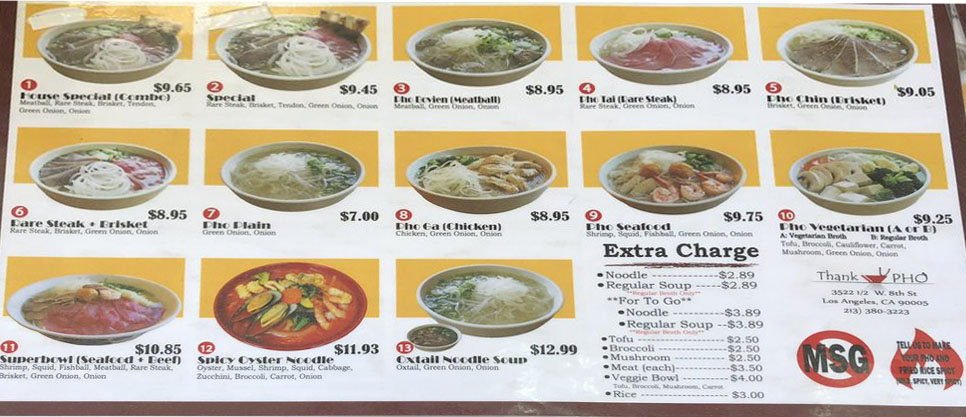 1 $9.65
House Special (Combo)
Meatball, Rare Steak, Brisket, Tendon,
Green Onion, Onion
2 $9.45
Special
Rare Steak, Brisket, Tendon, Green Onion, Onion
3 $8.95
Pho Bovien (Meatball)
Meatball, Green Onion, Onion
4 $8.95
Pho Tai (Rare Steak)
Rare Steak, Green Onion, Onion
5 $9.05
Pho Chin (Brisket)
Brisket, Green Onion, Onion
6 $8.95
Rare Steak + Brisket
Rare Steak, Brisket, Green Onion, Onion
7 $7.00
Pho Plain
Green Onion, Onion
8 $8.95
Pho Ga (Chicken)
Chicken, Green Onion, Onion
9 $9.75
Pho Seafood
Shrimp, Squid, Fishball, Green Onion, Onion
10 $9.25
Pho Vegetarian (A or B)
A: Vegetarian Broth B: Regular Broth
Tofu, Broccoli, Cauliflower, Carrot,
Mushroom, Green Onion, Onion
11 $10.85
Superbowl (Seafood + Beef)
Shrimp, Squid, Fishball, Meatball, Rare Steak,
Brisket, Green Onion, Onion
12 $11.93
Spicy Oyster Noodle
Oyster, Mussel, Shrimp, Squid, Cabbage,
Zucchini, Broccoli, Carrot, Onion
13 $12.99
Oxtail Noodle Soup
Oxtail, Green Onion, Onion
Extra Charge
• Noodle ------------$2.89
• Regular Soup -----$2.89
**Regular Broth Only**
**For To Go**
• Noodle ---------$3.89
• Regular Soup --$3.89
**Regular Broth Only**
• Tofu ---------------- $2.50
• Broccoli ------------ $2.50
• Mushroom --------- $2.50
• Meat (each)---------$3.50
• Veggie Bowl --------$4.00
Tofu, Broccoli, Mushroom, Carrot
• Rice ----------------- $3.00
Thank PHO
3522 1/2 W. 8th St
Los Angeles, CA 90005
213) 380-3223
MSG
TELL US TO MAKE
YOUR PHO AND
FRIED RICE SPICY
(MILD, SPICY, VERY SPICY)